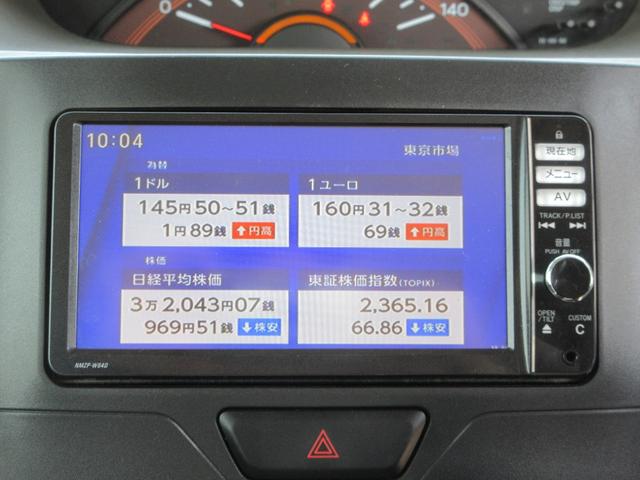 0
140
10:04
東京市場
為替
1ドル
145円50～51銭
1円89銭 ↑円高
1ユーロ
160円31～32銭
69銭 ↑円高
株価
日経平均株価
3万2,043円07銭
969円51銭 ↓株安
東証株価指数(TOPIX)
2,365.16
66.86 ↓株安
現在地
メニュー
AV
TRACK/P.LIST
音量
PUSH AV OFF
OPEN/TILT
CUSTOM
C
NMZP-W64D